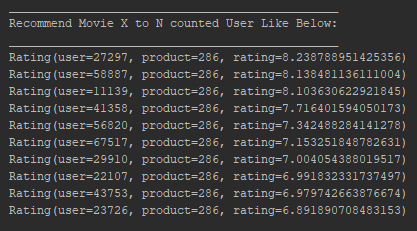 Recommend Movie X to N counted User Like Below:
Rating(user=27297, product=286, rating=8.238788951425356)
Rating(user=58887, product=286, rating=8.138481136111004)
Rating(user=11139, product=286, rating=8.103630622921845)
Rating(user=41358, product=286, rating=7.716401594050173)
Rating(user=56820, product=286, rating=7.342488284141278)
Rating(user=67517, product=286, rating=7.153251848782631)
Rating(user=29910, product=286, rating=7.004054388019517)
Rating(user=22107, product=286, rating=6.991832331737497)
Rating(user=43753, product=286, rating=6.979742663876674)
Rating(user=23726, product=286, rating=6.891890708483153)